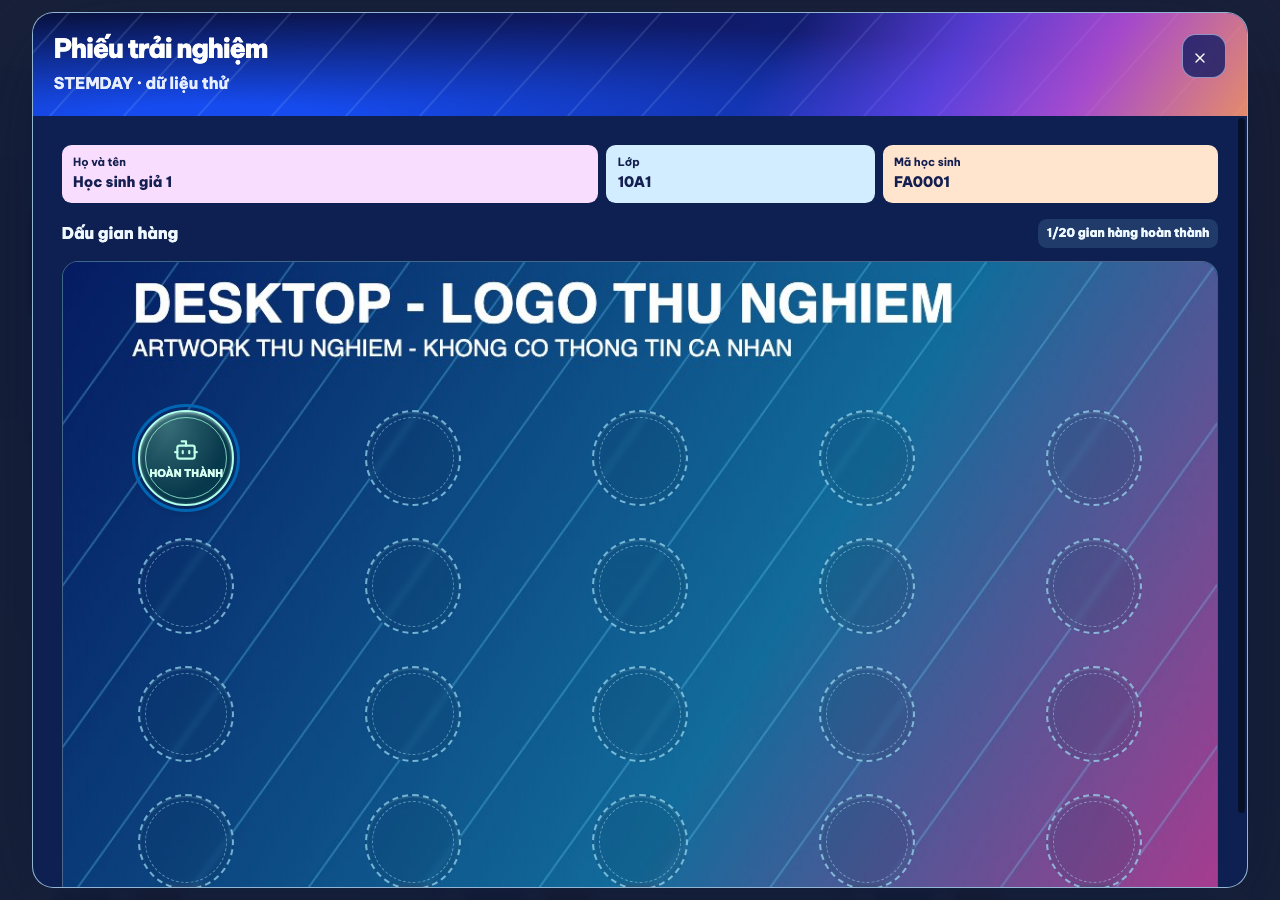 Phiếu trải nghiệm
STEMDAY · dữ liệu thử
×
Họ và tên
Học sinh giả 1
Lớp
10A1
Mã học sinh
FA0001
Dấu gian hàng
1/20 gian hàng hoàn thành
DESKTOP - LOGO THU NGHIEM
ARTWORK THU NGHIEM - KHONG CO THONG TIN CA NHAN
HOÀN THÀNH